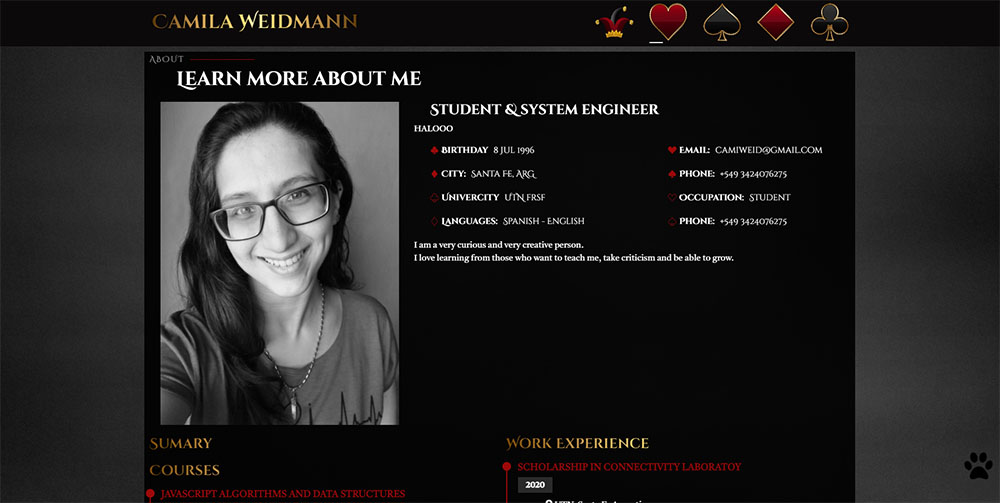 Camila Weidmann
About
Learn more about me
Student & System Engineer
HALOOO
Birthday 8 Jul 1996
Email: camiweid@gmail.com
City: Santa Fe, ARG
Phone: +549 3424076275
Univercity UTN FRSF
Occupation: Student
Languages: Spanish - English
Phone: +549 3424076275
I am a very curious and very creative person.
I love learning from those who want to teach me, take criticism and be able to grow.
Sumary
Work Experience
Courses
SCHOLARSHIP IN CONNECTIVITY LABORATOY
2020
JAVASCRIPT ALGORITHMS AND DATA STRUCTURES